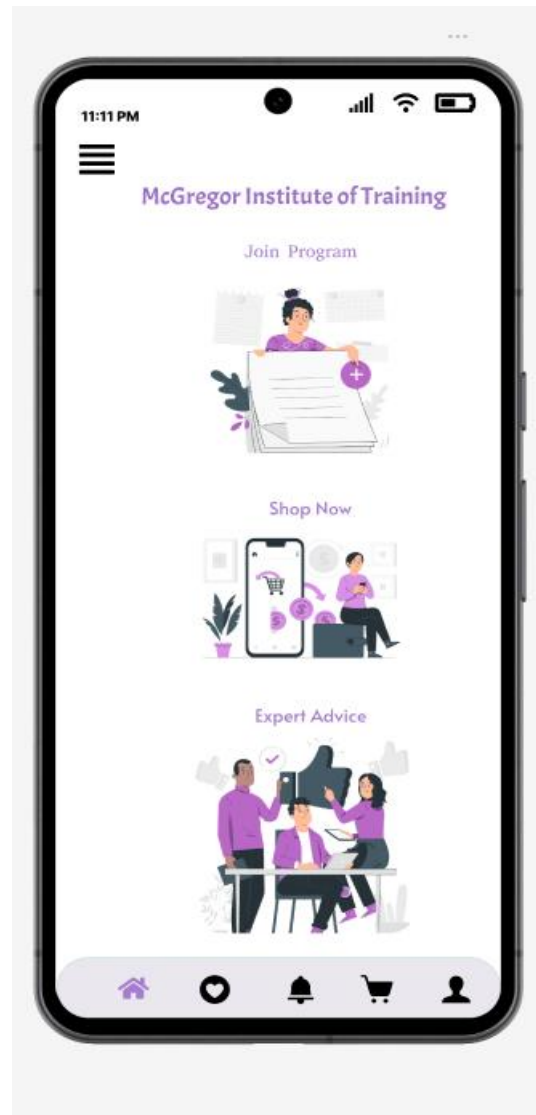 11:11 PM
McGregor Institute of Training
Join Program
Shop Now
Expert Advice